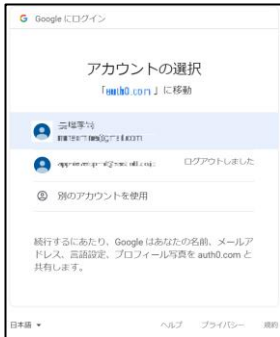 Google にログイン
アカウントの選択
「auth0.com」に移動
ログアウトしました
別のアカウントを使用
続行するにあたり、Google はあなたの名前、メールア
ドレス、言語設定、プロフィール写真を auth0.com と
共有します。
日本語
ヘルプ プライバシー 規約